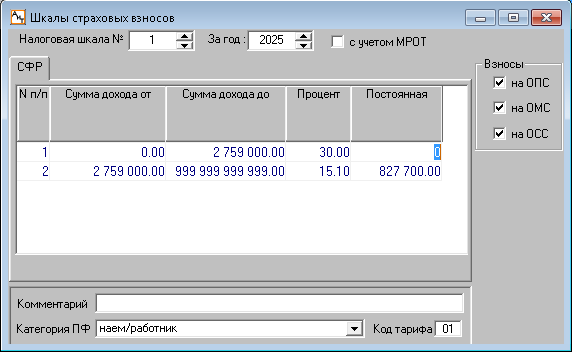 Шкалы страховых взносов
Налоговая шкала № 1 За год : 2025 с учетом МРОТ
СФР
Взносы
на ОПС
на ОМС
на ОСС
N п/п Сумма дохода от Сумма дохода до Процент Постоянная
1 0.00 2 759 000.00 30.00 0
2 2 759 000.00 999 999 999 999.00 15.10 827 700.00
Комментарий
Категория ПФ наем/работник Код тарифа 01